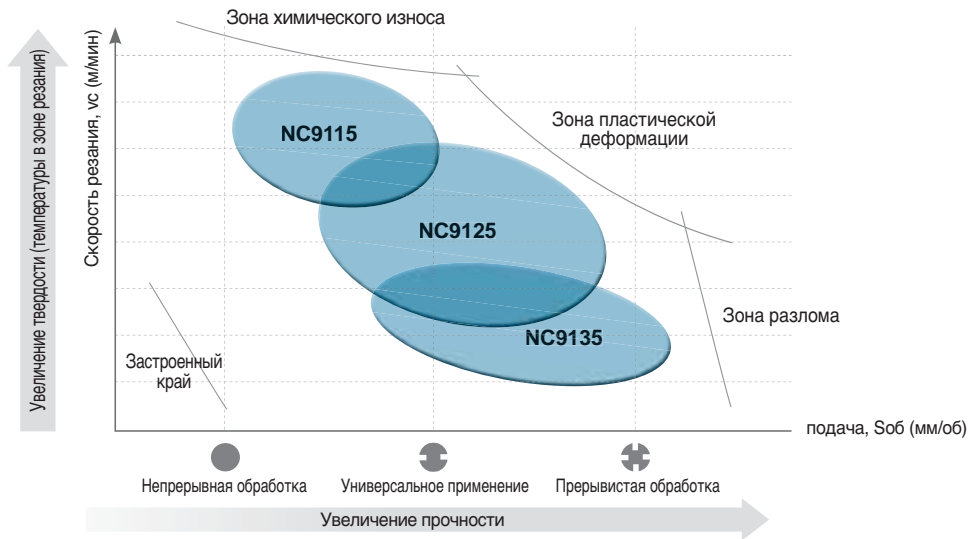 Зона химического износа
Увеличение твердости (температуры в зоне резания)
Скорость резания, vc (м/мин)
NC9115
Зона пластической
деформации
NC9125
Зона разлома
NC9135
Застроенный
край
подача, Sоб (мм/об)
Непрерывная обработка
Универсальное применение
Прерывистая обработка
Увеличение прочности